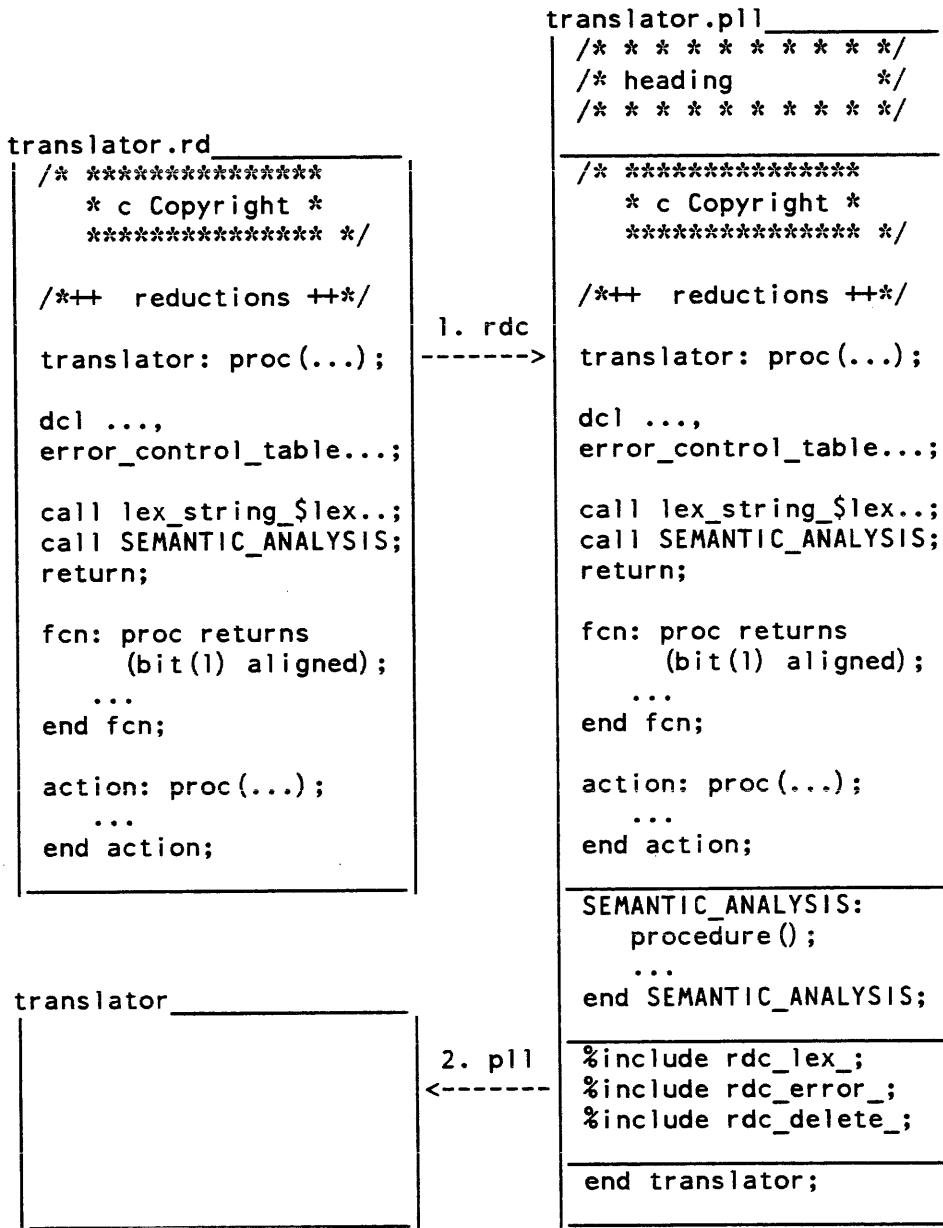 translator.rd
/* ***************
* c Copyright *
*************** */
/*++ reductions ++*/
translator: proc(...);
dcl ...,
error_control_table...;
call lex_string_$lex..;
call SEMANTIC_ANALYSIS;
return;
fcn: proc returns
(bit(1) aligned);
...
end fcn;
action: proc(...);
...
end action;
1. rdc
------->
translator.pl1
/* * * * * * * * * * */
/* heading */
/* * * * * * * * * * */
/* ***************
* c Copyright *
*************** */
/*++ reductions ++*/
translator: proc(...);
dcl ...,
error_control_table...;
call lex_string_$lex..;
call SEMANTIC_ANALYSIS;
return;
fcn: proc returns
(bit(1) aligned);
...
end fcn;
action: proc(...);
...
end action;
SEMANTIC_ANALYSIS:
procedure();
...
end SEMANTIC_ANALYSIS;
%include rdc_lex_;
%include rdc_error_;
%include rdc_delete_;
end translator;
2. pl1
<-------
translator